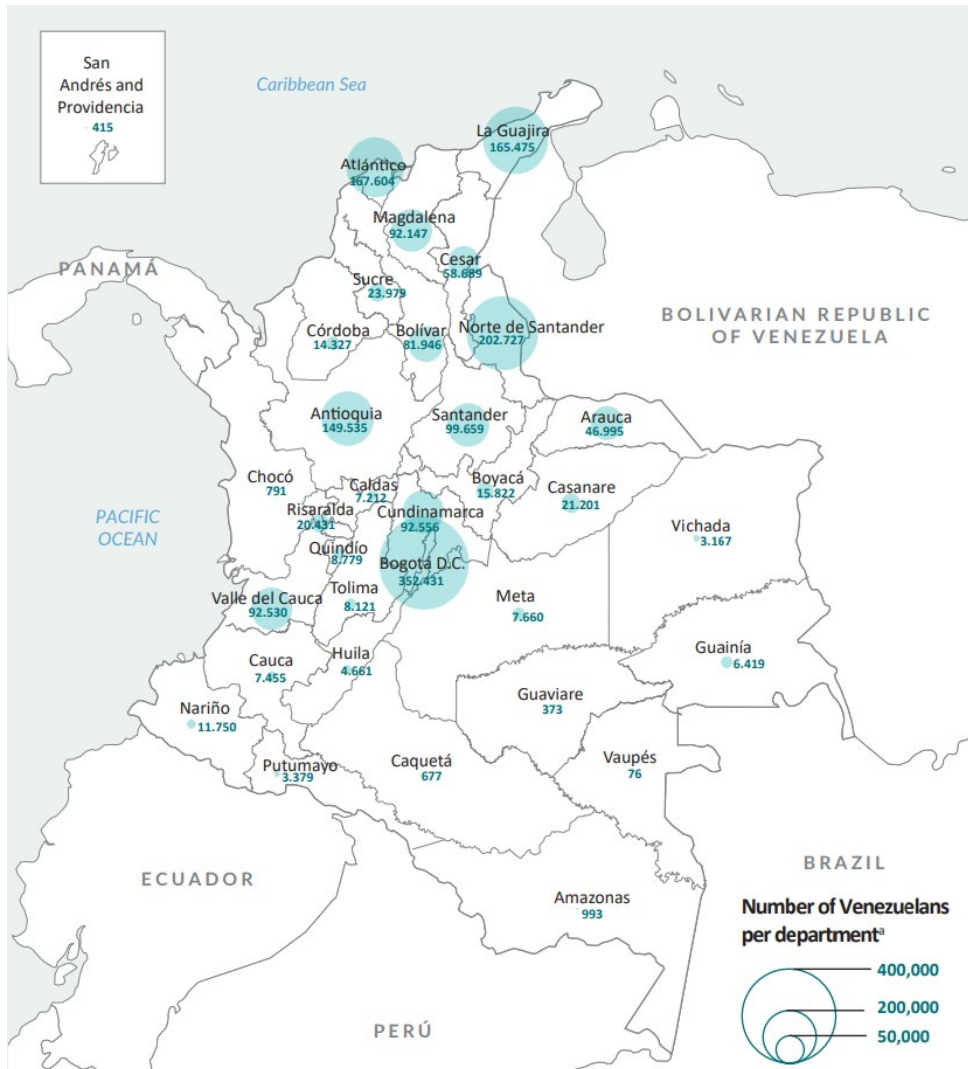 San
Andrés and
Providencia
415
Caribbean Sea
La Guajira
165.475
Atlántico
167.604
Magdalena
92.147
Cesar
58.689
PANAMÁ
Sucre
23.979
BOLIVARIAN REPUBLIC
OF VENEZUELA
Córdoba
14.327
Bolívar
81.946
Norte de Santander
202.727
Antioquia
149.535
Santander
99.659
Arauca
46.995
Chocó
791
Caldas
7.212
Boyacá
15.822
Casanare
21.201
Risaralda
20.431
Cundinamarca
92.556
PACIFIC
OCEAN
Vichada
3.167
Quindío
8.779
Bogotá D.C.
352.431
Valle del Cauca
92.530
Tolima
8.121
Meta
7.660
Cauca
7.455
Huila
4.661
Guainía
6.419
Nariño
11.750
Guaviare
373
Putumayo
3.379
Caquetá
677
Vaupés
76
ECUADOR
BRAZIL
Amazonas
993
PERÚ
Number of Venezuelans
per departmentᵃ
400,000
200,000
50,000